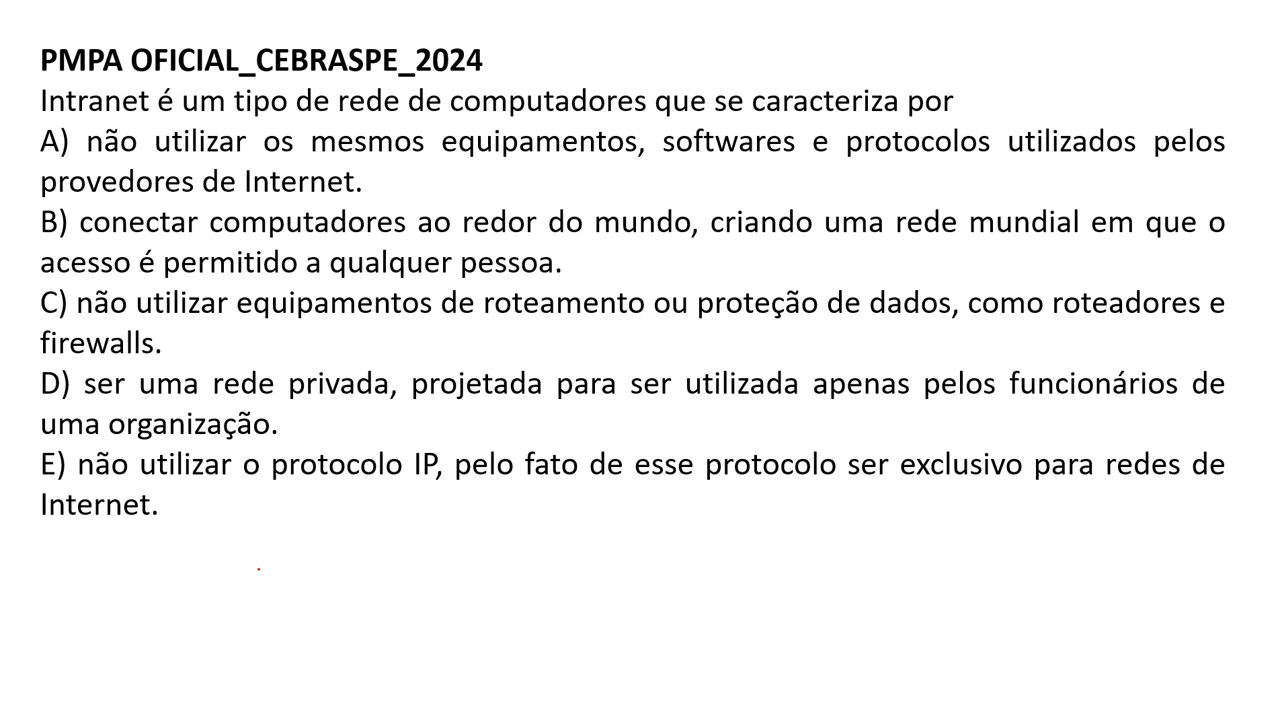 PMPA OFICIAL_CEBRASPE_2024
Intranet é um tipo de rede de computadores que se caracteriza por
A) não utilizar os mesmos equipamentos, softwares e protocolos utilizados pelos
provedores de Internet.
B) conectar computadores ao redor do mundo, criando uma rede mundial em que o
acesso é permitido a qualquer pessoa.
C) não utilizar equipamentos de roteamento ou proteção de dados, como roteadores e
firewalls.
D) ser uma rede privada, projetada para ser utilizada apenas pelos funcionários de
uma organização.
E) não utilizar o protocolo IP, pelo fato de esse protocolo ser exclusivo para redes de
Internet.